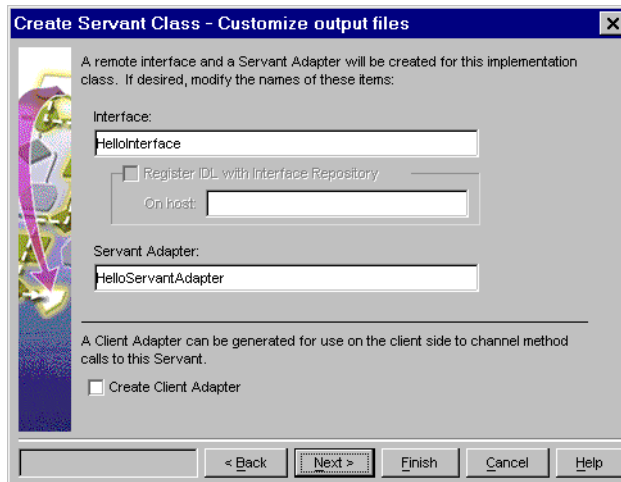 Create Servant Class - Customize output files
A remote interface and a Servant Adapter will be created for this implementation
class. If desired, modify the names of these items:
Interface:
HelloInterface
Register IDL with Interface Repository
On host:
Servant Adapter:
HelloServantAdapter
A Client Adapter can be generated for use on the client side to channel method
calls to this Servant.
Create Client Adapter
< Back
Next >
Finish
Cancel
Help